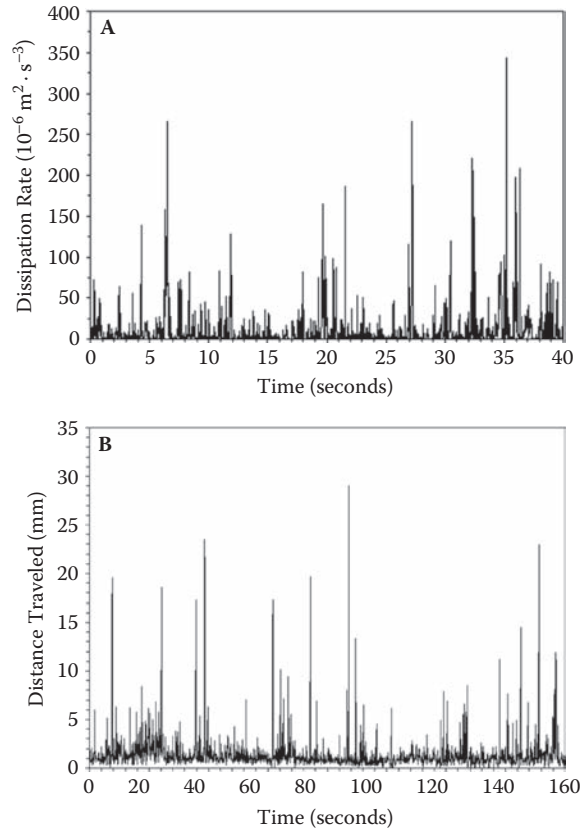 A
Dissipation Rate (10⁻⁶ m² · s⁻³)
400
350
300
250
200
150
100
50
0
0 5 10 15 20 25 30 35 40
Time (seconds)
B
Distance Traveled (mm)
35
30
25
20
15
10
5
0
0 20 40 60 80 100 120 140 160
Time (seconds)